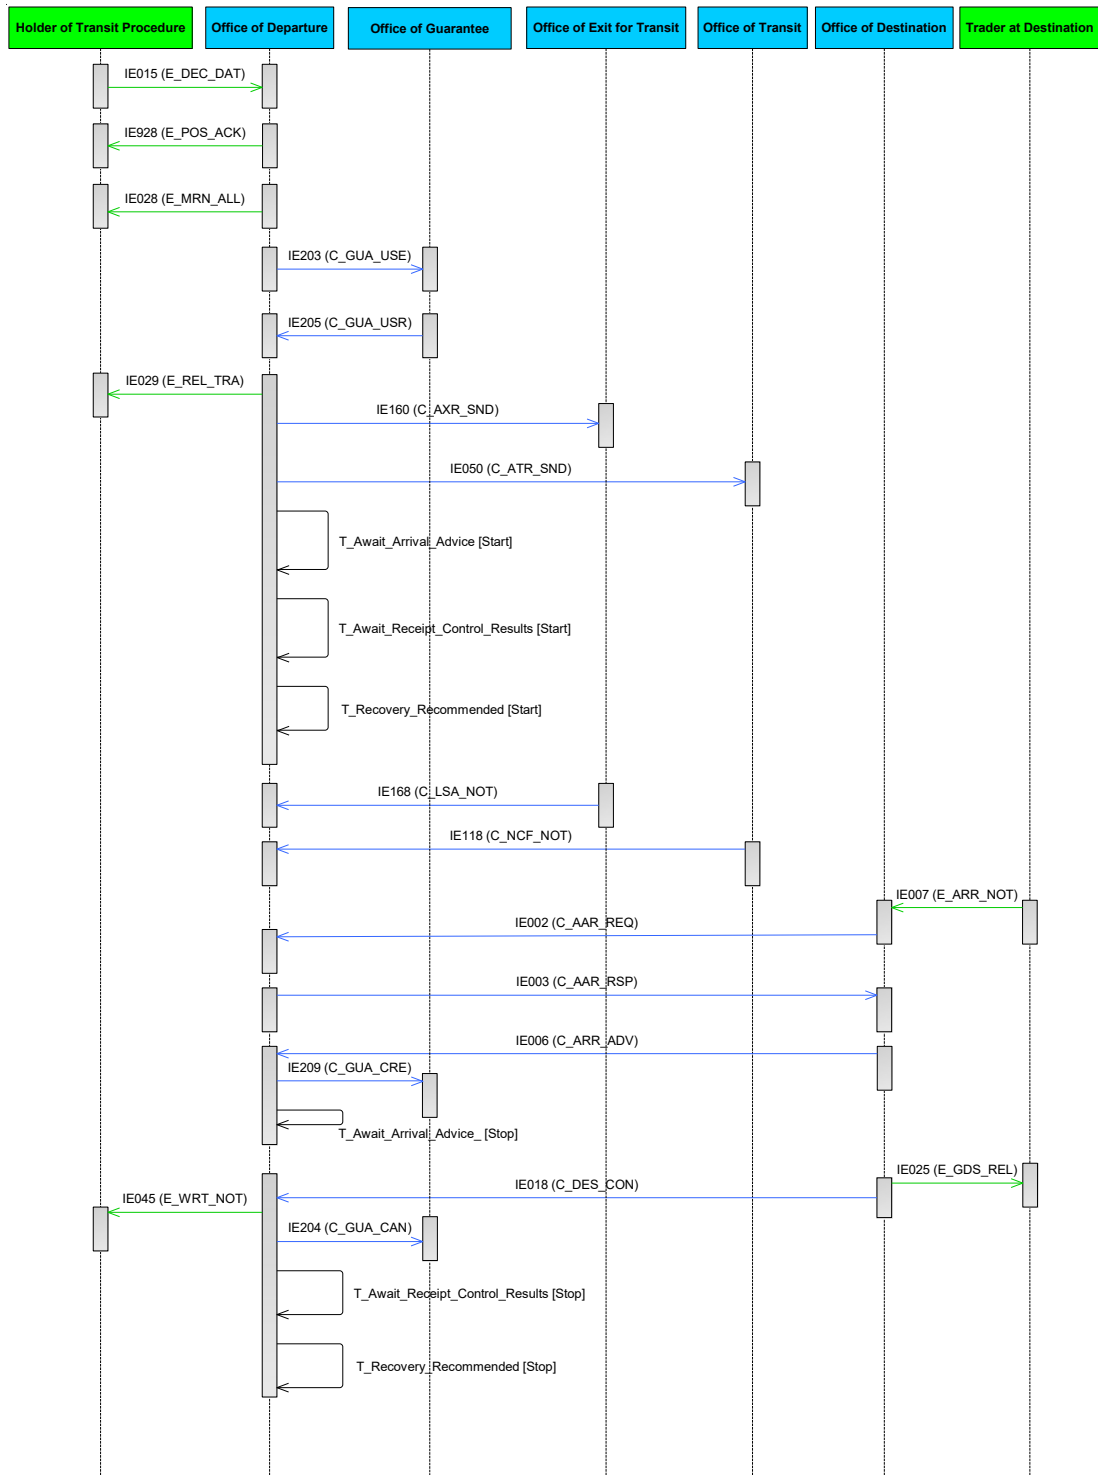 Holder of Transit Procedure
Office of Departure
Office of Guarantee
Office of Exit for Transit
Office of Transit
Office of Destination
Trader at Destination
IE015 (E_DEC_DAT)
IE928 (E_POS_ACK)
IE028 (E_MRN_ALL)
IE203 (C_GUA_USE)
IE205 (C_GUA_USR)
IE029 (E_REL_TRA)
IE160 (C_AXR_SND)
IE050 (C_ATR_SND)
T_Await_Arrival_Advice [Start]
T_Await_Receipt_Control_Results [Start]
T_Recovery_Recommended [Start]
IE168 (C_LSA_NOT)
IE118 (C_NCF_NOT)
IE007 (E_ARR_NOT)
IE002 (C_AAR_REQ)
IE003 (C_AAR_RSP)
IE006 (C_ARR_ADV)
IE209 (C_GUA_CRE)
T_Await_Arrival_Advice_ [Stop]
IE025 (E_GDS_REL)
IE018 (C_DES_CON)
IE045 (E_WRT_NOT)
IE204 (C_GUA_CAN)
T_Await_Receipt_Control_Results [Stop]
T_Recovery_Recommended [Stop]